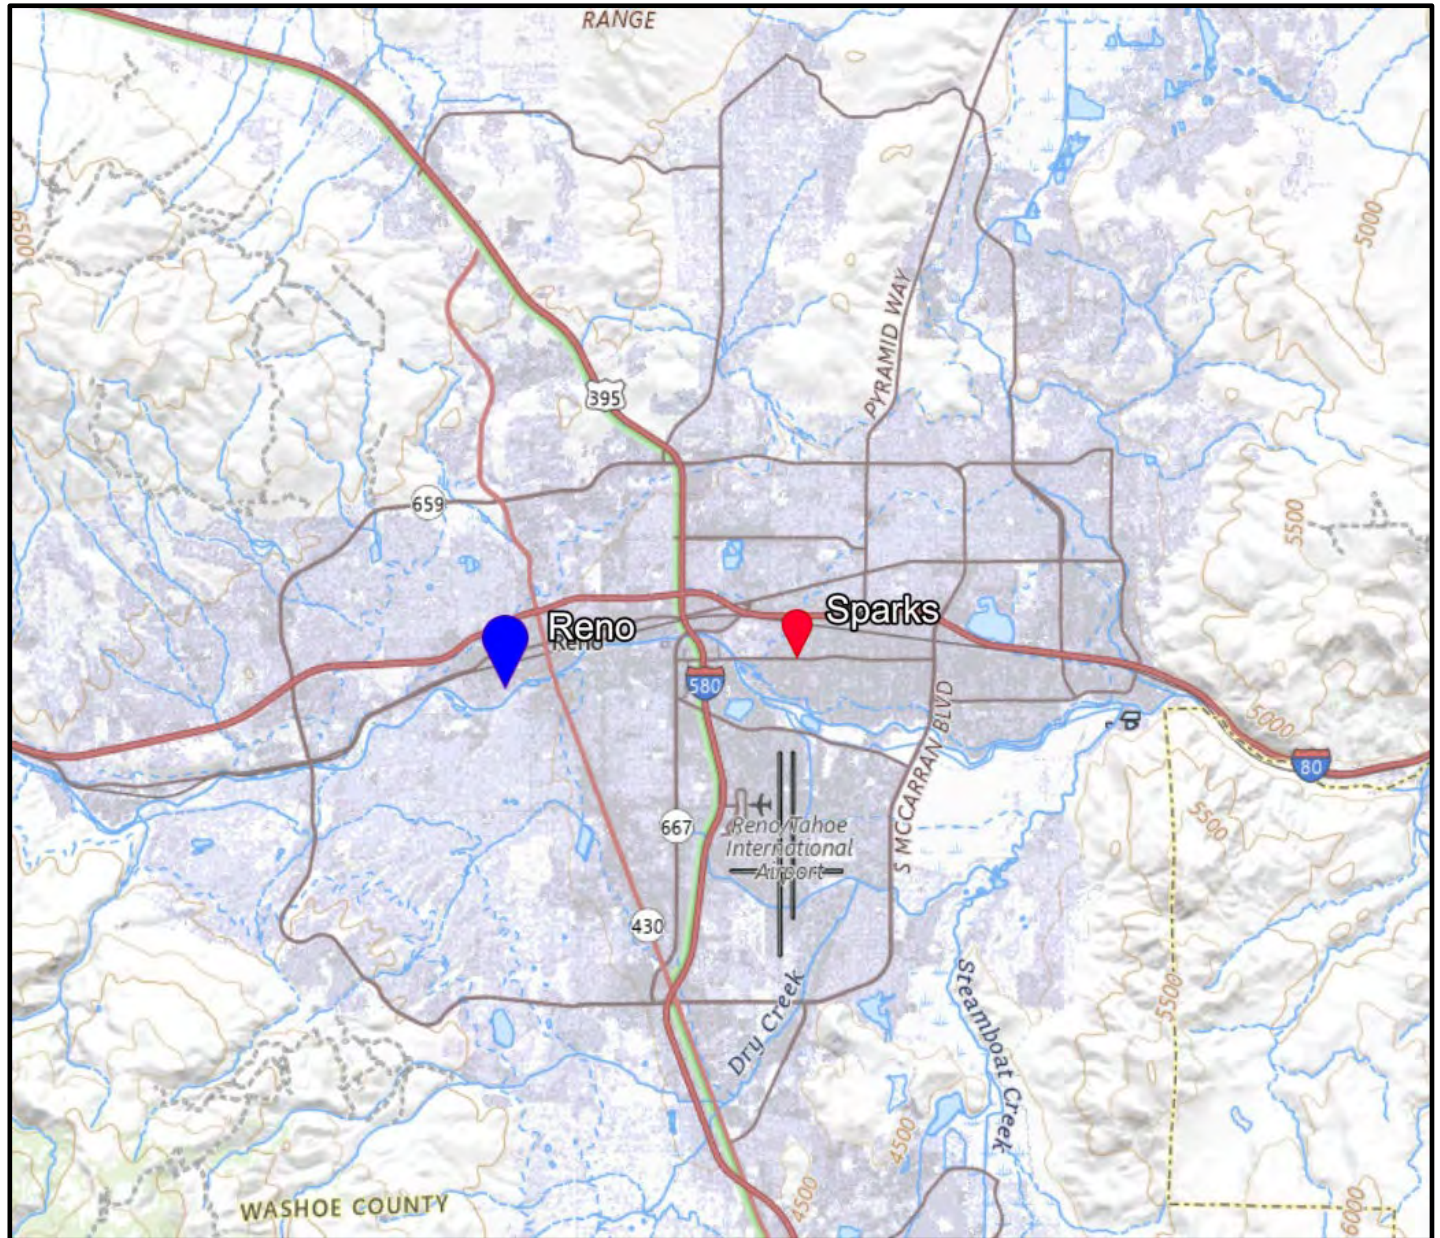 RANGE
6500
5000
PYRAMID WAY
395
659
5500
Reno
Reno
Sparks
580
S MCCARRAN BLVD
5000
80
667
Reno/Tahoe
International
Airport
5500
430
Dry Creek
Steamboat Creek
5500
4500
WASHOE COUNTY
4500
6000